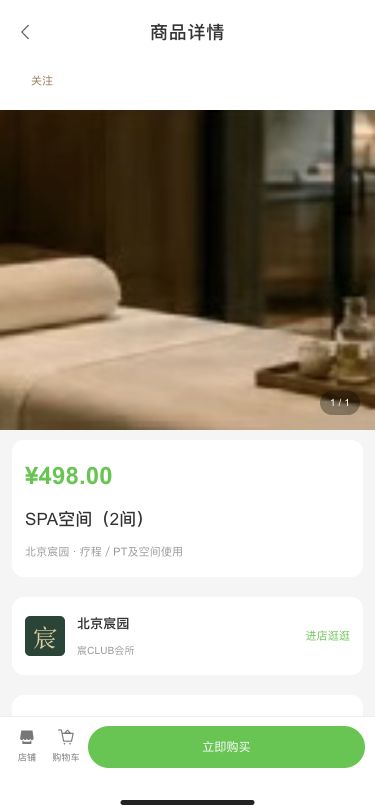 商品详情
关注
1 / 1
¥498.00
SPA空间（2间）
北京宸园 · 疗程 / PT及空间使用
宸
北京宸园
宸CLUB会所
进店逛逛
店铺
购物车
立即购买